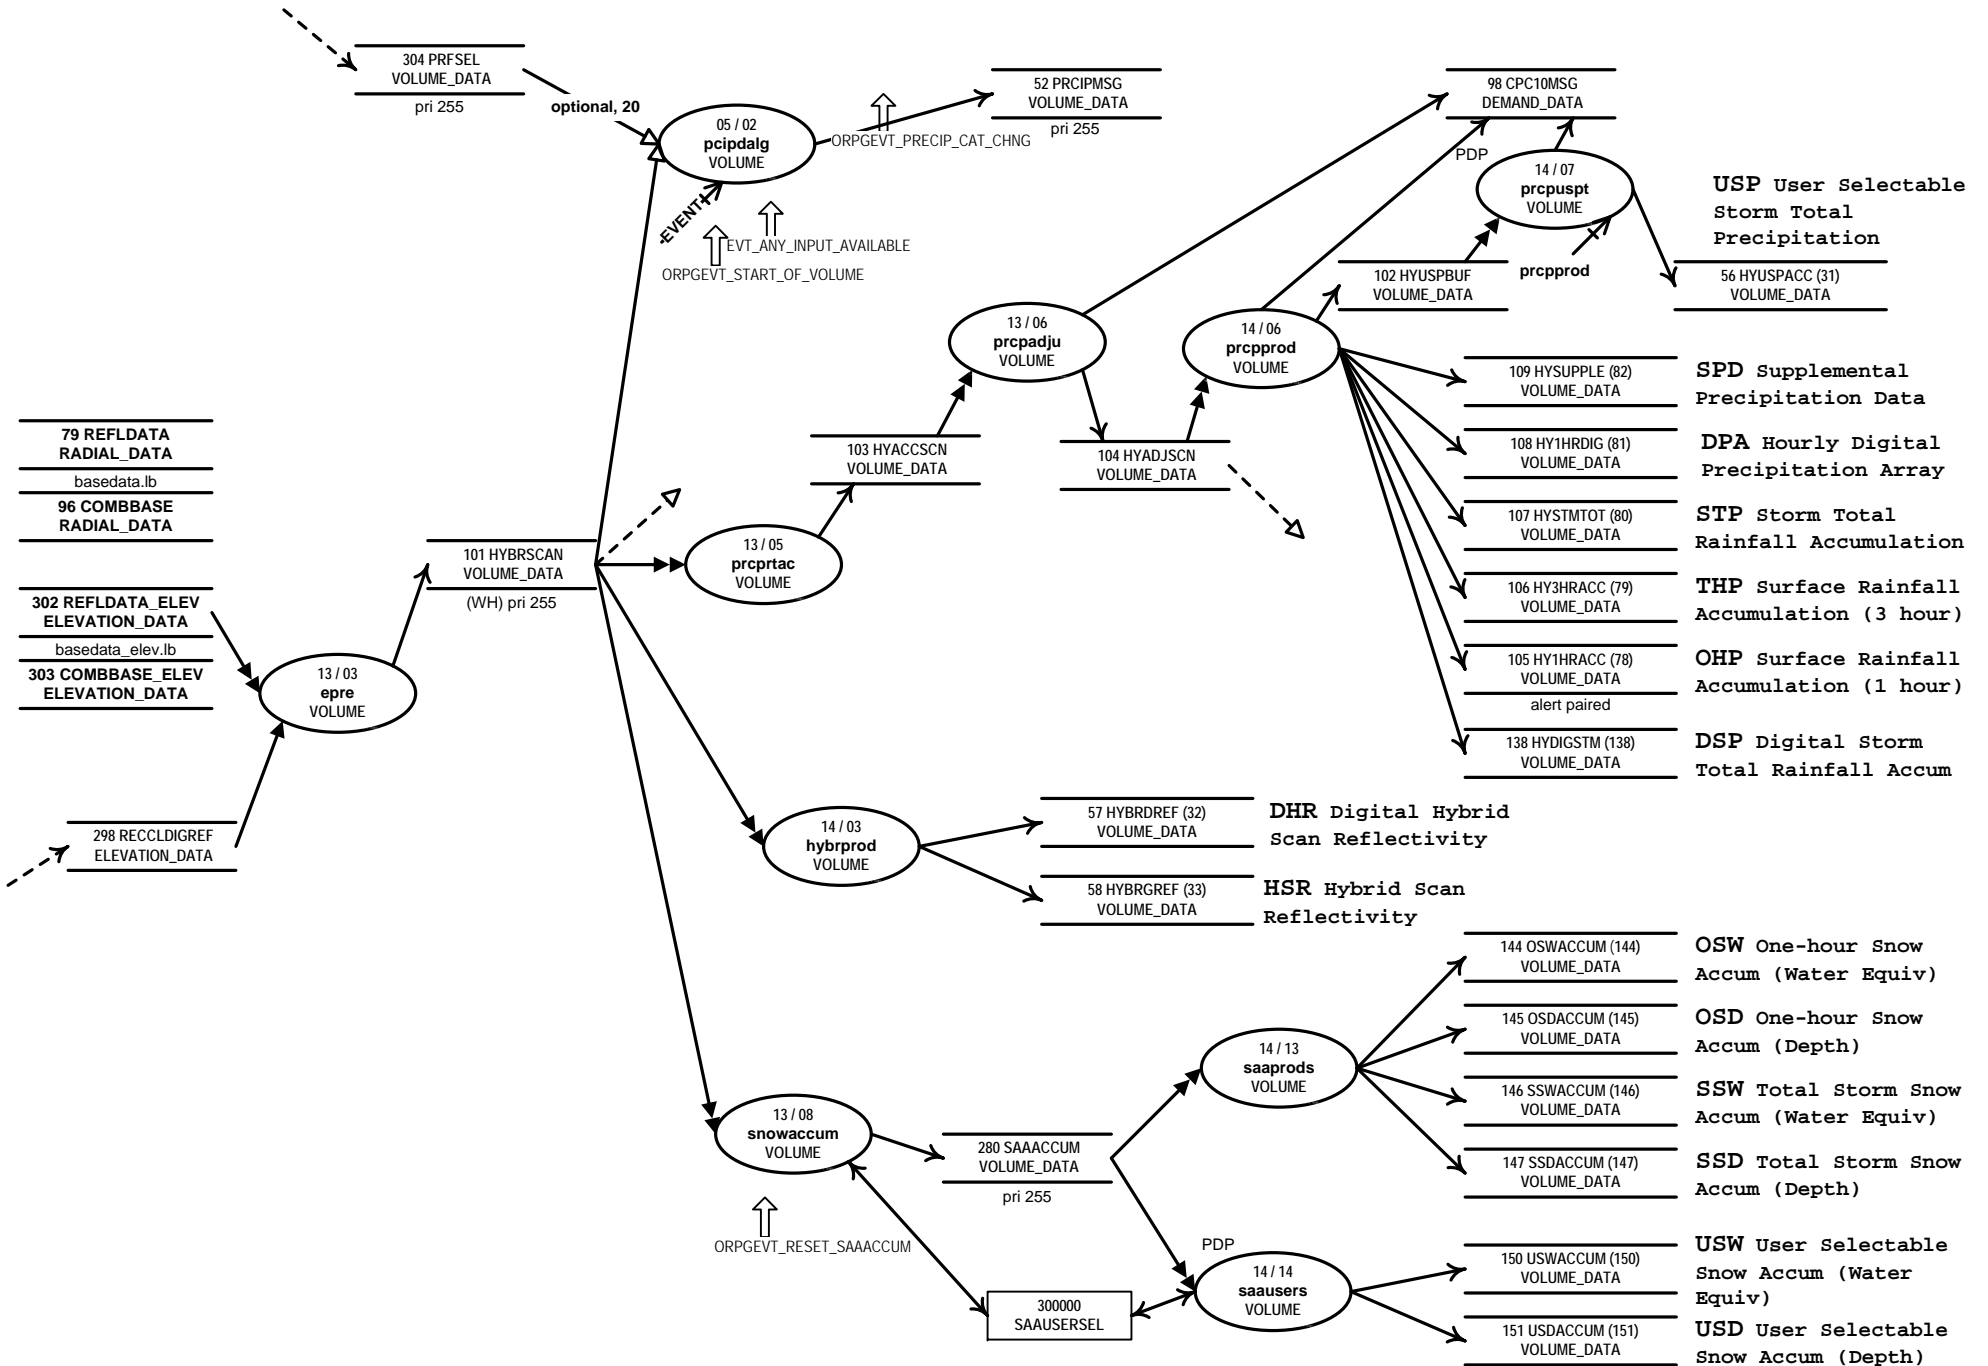 304 PRFSEL
VOLUME_DATA
pri 255
optional, 20
05 / 02
pcipdalg
VOLUME
52 PRCIPMSG
VOLUME_DATA
pri 255
ORPGEVT_PRECIP_CAT_CHNG
EVENT
EVT_ANY_INPUT_AVAILABLE
ORPGEVT_START_OF_VOLUME
98 CPC10MSG
DEMAND_DATA
PDP
14 / 07
prcpuspt
VOLUME
USP User Selectable
Storm Total
Precipitation
102 HYUSPBUF
VOLUME_DATA
prcpprod
56 HYUSPACC (31)
VOLUME_DATA
13 / 06
prcpadju
VOLUME
14 / 06
prcpprod
VOLUME
109 HYSUPPLE (82)
VOLUME_DATA
SPD Supplemental
Precipitation Data
79 REFLDATA
RADIAL_DATA
basedata.lb
96 COMBBASE
RADIAL_DATA
103 HYACCSCN
VOLUME_DATA
104 HYADJSCN
VOLUME_DATA
108 HY1HRDIG (81)
VOLUME_DATA
DPA Hourly Digital
Precipitation Array
107 HYSTMTOT (80)
VOLUME_DATA
STP Storm Total
Rainfall Accumulation
101 HYBRSCAN
VOLUME_DATA
(WH) pri 255
13 / 05
prcprtac
VOLUME
106 HY3HRACC (79)
VOLUME_DATA
THP Surface Rainfall
Accumulation (3 hour)
302 REFLDATA_ELEV
ELEVATION_DATA
basedata_elev.lb
303 COMBBASE_ELEV
ELEVATION_DATA
13 / 03
epre
VOLUME
105 HY1HRACC (78)
VOLUME_DATA
alert paired
OHP Surface Rainfall
Accumulation (1 hour)
138 HYDIGSTM (138)
VOLUME_DATA
DSP Digital Storm
Total Rainfall Accum
298 RECCLDIGREF
ELEVATION_DATA
14 / 03
hybrprod
VOLUME
57 HYBRDREF (32)
VOLUME_DATA
DHR Digital Hybrid
Scan Reflectivity
58 HYBRGREF (33)
VOLUME_DATA
HSR Hybrid Scan
Reflectivity
144 OSWACCUM (144)
VOLUME_DATA
OSW One-hour Snow
Accum (Water Equiv)
145 OSDACCUM (145)
VOLUME_DATA
OSD One-hour Snow
Accum (Depth)
14 / 13
saaprods
VOLUME
146 SSWACCUM (146)
VOLUME_DATA
SSW Total Storm Snow
Accum (Water Equiv)
13 / 08
snowaccum
VOLUME
280 SAAACCUM
VOLUME_DATA
pri 255
147 SSDACCUM (147)
VOLUME_DATA
SSD Total Storm Snow
Accum (Depth)
ORPGEVT_RESET_SAAACCUM
PDP
14 / 14
saausers
VOLUME
300000
SAAUSERSEL
150 USWACCUM (150)
VOLUME_DATA
USW User Selectable
Snow Accum (Water
Equiv)
151 USDACCUM (151)
VOLUME_DATA
USD User Selectable
Snow Accum (Depth)